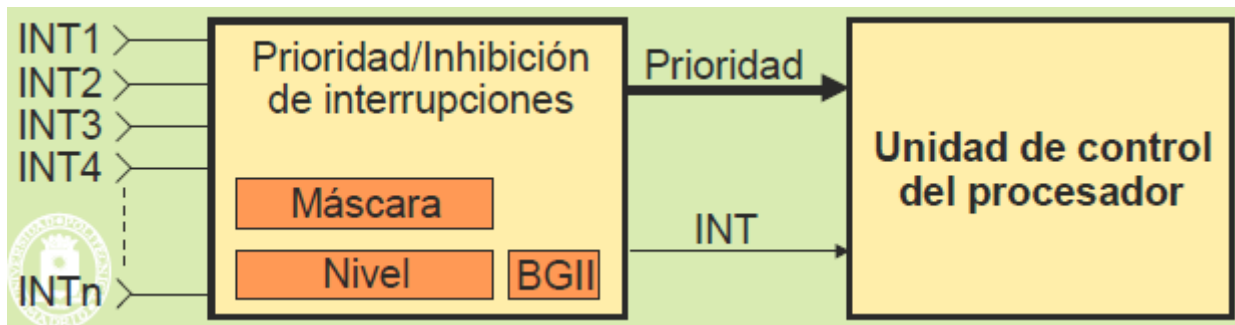 INT1
INT2
INT3
INT4
INTn
Prioridad/Inhibición
de interrupciones
Máscara
Nivel
BGII
Prioridad
INT
Unidad de control
del procesador